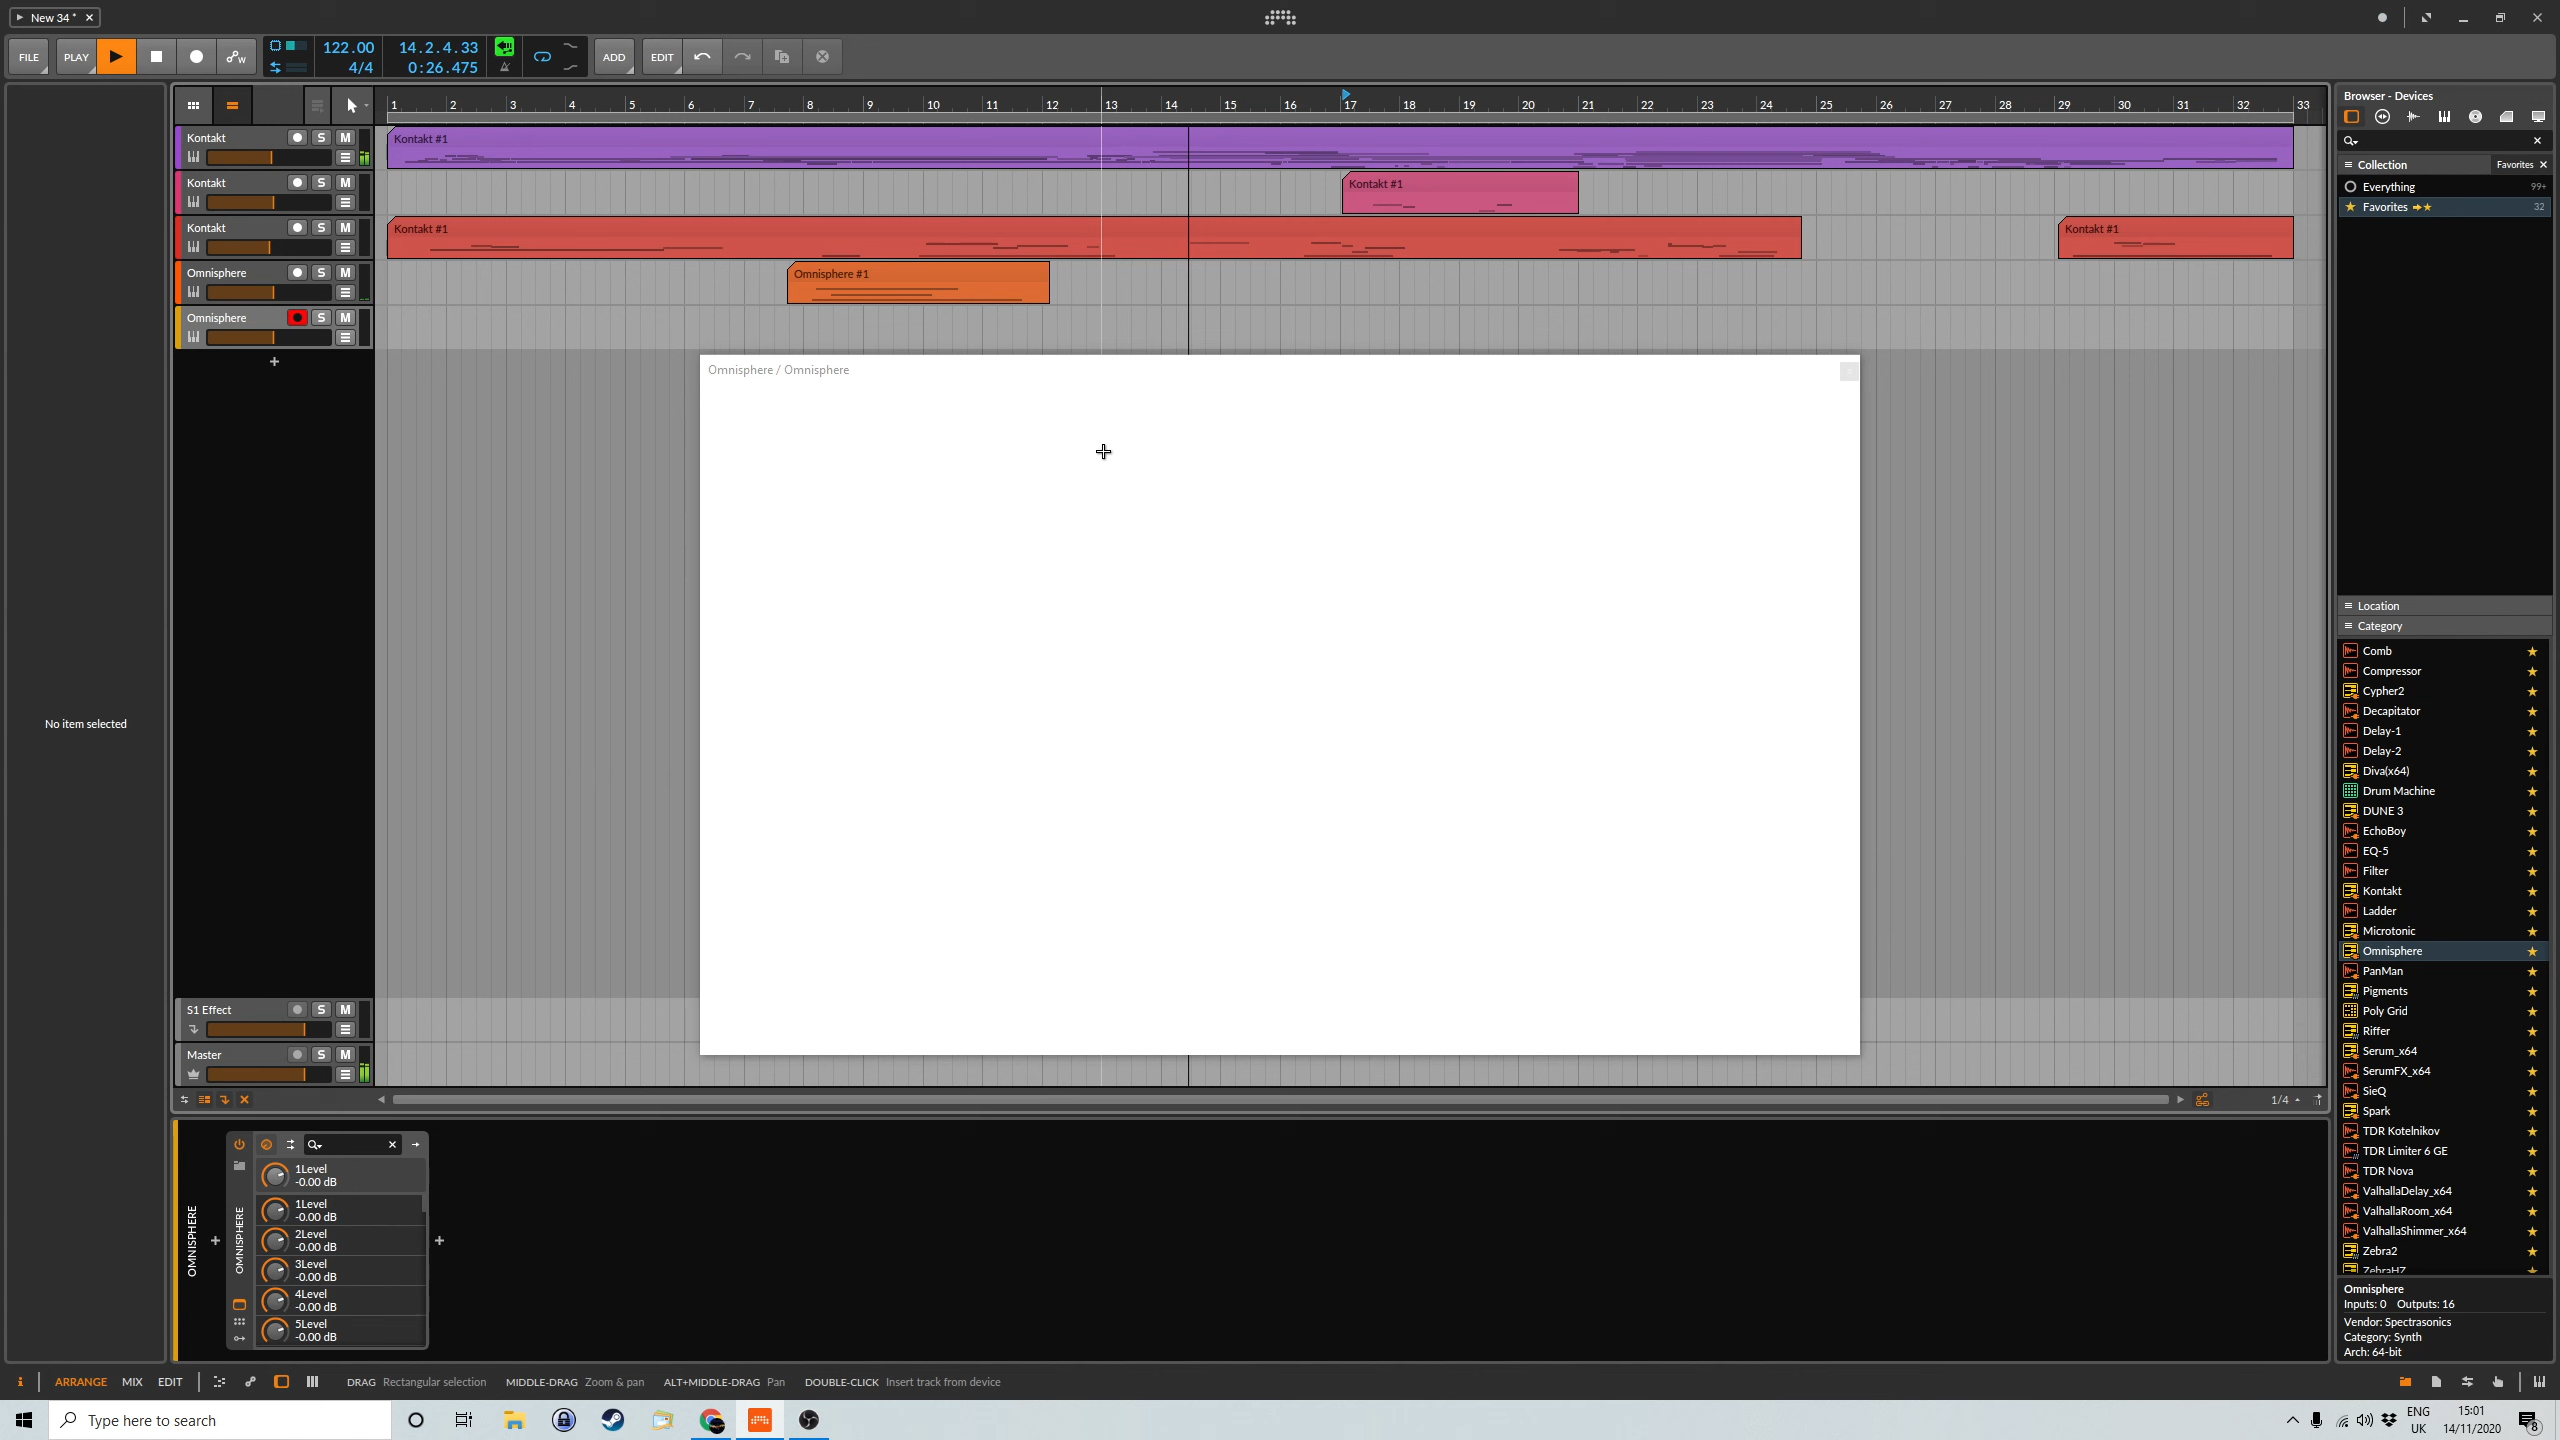 New 34 *
FILE
PLAY
122.00
4/4
14.2.4.33
0:26.475
ADD
EDIT
1 2 3 4 5 6 7 8 9 10 11 12 13 14 15 16 17 18 19 20 21 22 23 24 25 26 27 28 29 30 31 32 33
Kontakt S M
Kontakt #1
Kontakt S M
Kontakt #1
Kontakt S M
Kontakt #1
Kontakt #1
Omnisphere S M
Omnisphere #1
Omnisphere S M
Omnisphere / Omnisphere
No item selected
S1 Effect S M
Master S M
1/4
OMNISPHERE
OMNISPHERE
1Level
-0.00 dB
1Level
-0.00 dB
2Level
-0.00 dB
3Level
-0.00 dB
4Level
-0.00 dB
5Level
-0.00 dB
Browser - Devices
Collection Favorites
Everything 99+
Favorites 32
Location
Category
Comb
Compressor
Cypher2
Decapitator
Delay-1
Delay-2
Diva(x64)
Drum Machine
DUNE 3
EchoBoy
EQ-5
Filter
Kontakt
Ladder
Microtonic
Omnisphere
PanMan
Pigments
Poly Grid
Riffer
Serum_x64
SerumFX_x64
SieQ
Spark
TDR Kotelnikov
TDR Limiter 6 GE
TDR Nova
ValhallaDelay_x64
ValhallaRoom_x64
ValhallaShimmer_x64
Zebra2
ZebraHZ
Omnisphere
Inputs: 0 Outputs: 16
Vendor: Spectrasonics
Category: Synth
Arch: 64-bit
i ARRANGE MIX EDIT
DRAG Rectangular selection MIDDLE-DRAG Zoom & pan ALT+MIDDLE-DRAG Pan DOUBLE-CLICK Insert track from device
Type here to search
ENG
UK
15:01
14/11/2020
8